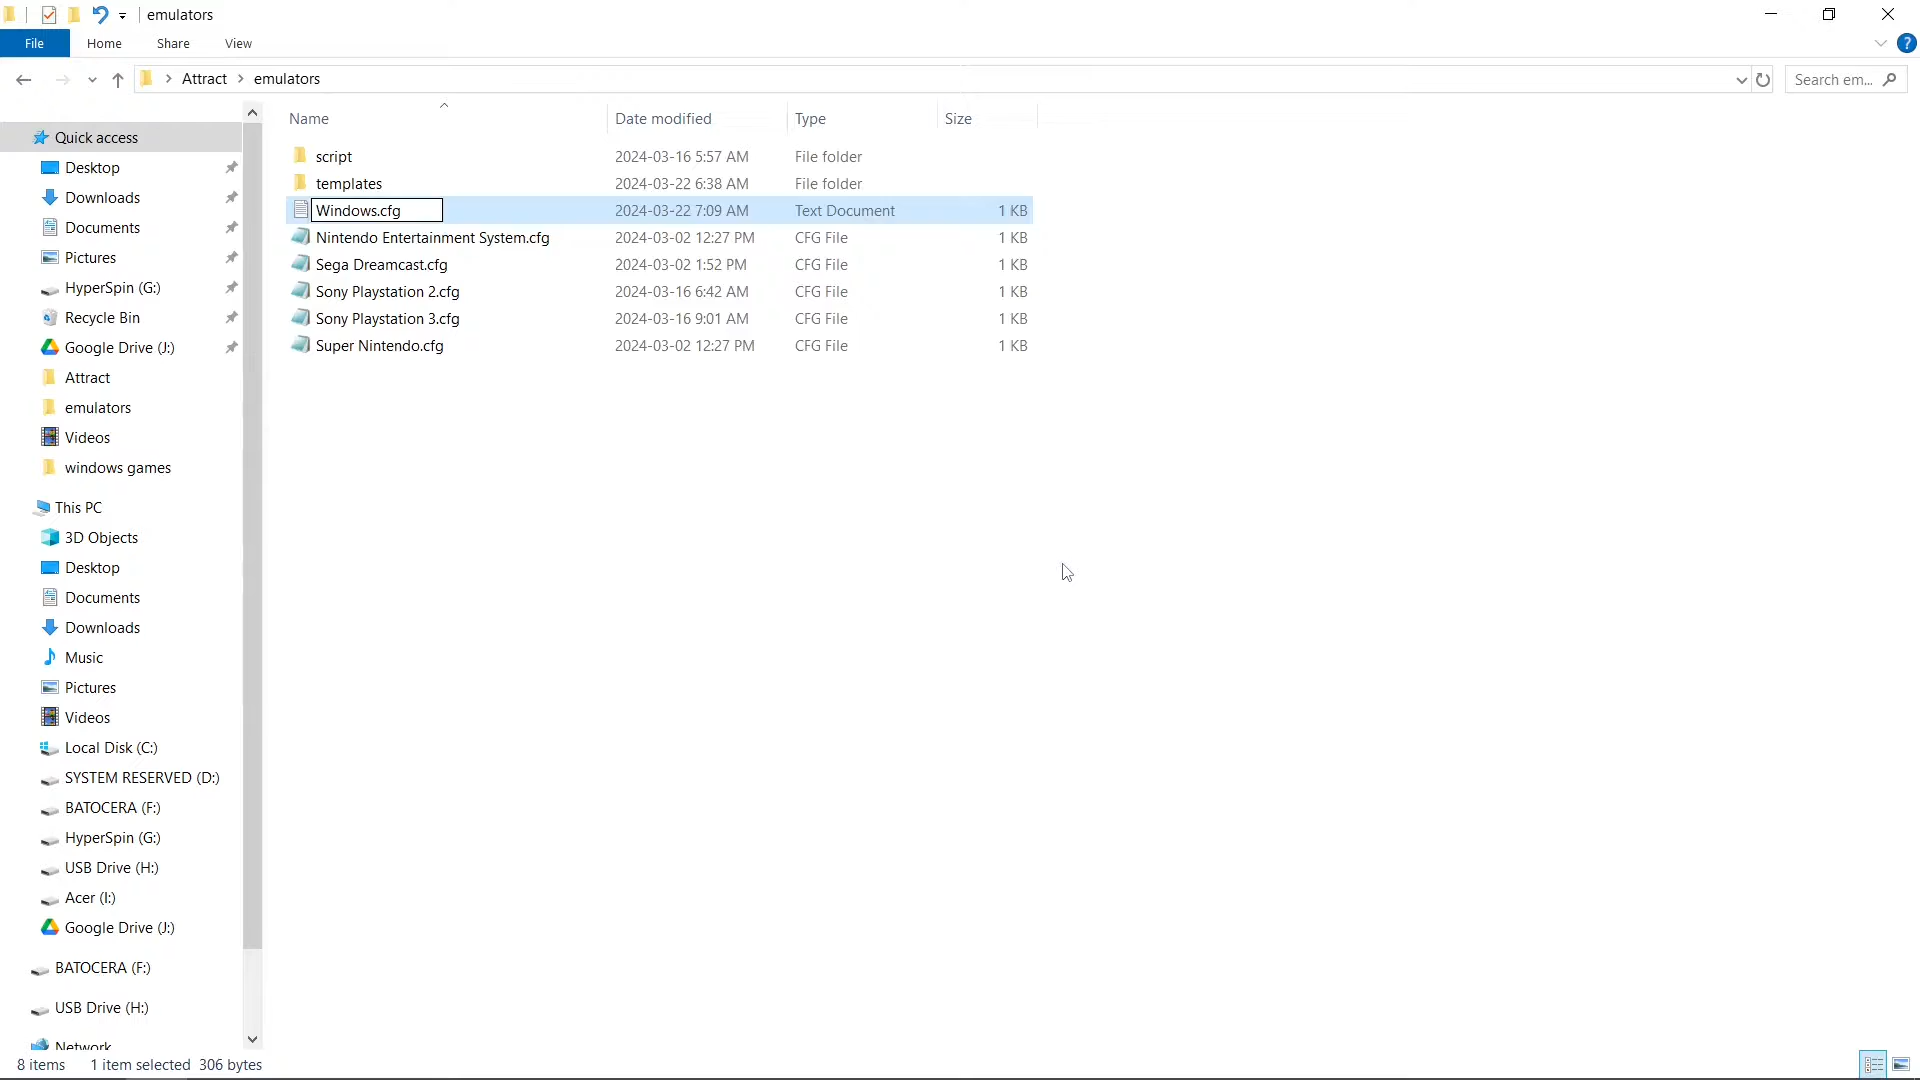 emulators
File Home Share View
Attract emulators Search em...
Name Date modified Type Size
script 2024-03-16 5:57 AM File folder
templates 2024-03-22 6:38 AM File folder
Windows.cfg 2024-03-22 7:09 AM Text Document 1 KB
Nintendo Entertainment System.cfg 2024-03-02 12:27 PM CFG File 1 KB
Sega Dreamcast.cfg 2024-03-02 1:52 PM CFG File 1 KB
Sony Playstation 2.cfg 2024-03-16 6:42 AM CFG File 1 KB
Sony Playstation 3.cfg 2024-03-16 9:01 AM CFG File 1 KB
Super Nintendo.cfg 2024-03-02 12:27 PM CFG File 1 KB
Quick access
Desktop
Downloads
Documents
Pictures
HyperSpin (G:)
Recycle Bin
Google Drive (J:)
Attract
emulators
Videos
windows games
This PC
3D Objects
Desktop
Documents
Downloads
Music
Pictures
Videos
Local Disk (C:)
SYSTEM RESERVED (D:)
BATOCERA (F:)
HyperSpin (G:)
USB Drive (H:)
Acer (I:)
Google Drive (J:)
BATOCERA (F:)
USB Drive (H:)
Network
8 items 1 item selected 306 bytes